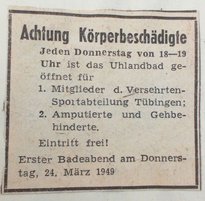 Achtung Körperbeschädigte
Jeden Donnerstag von 18—19
Uhr ist das Uhlandbad ge-
öffnet für
1. Mitglieder d. Versehrten-
Sportabteilung Tübingen;
2. Amputierte und Gehbe-
hinderte.
Eintritt frei!
Erster Badeabend am Donners-
tag, 24. März 1949